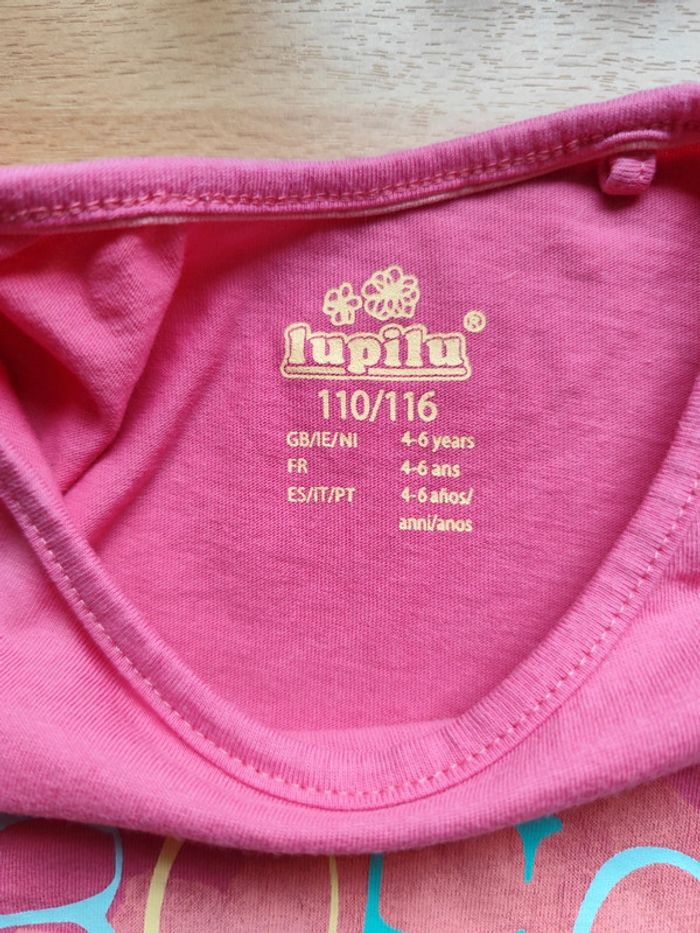 lupilu®
110/116
GB/IE/NI 4-6 years
FR 4-6 ans
ES/IT/PT 4-6 años/
anni/anos